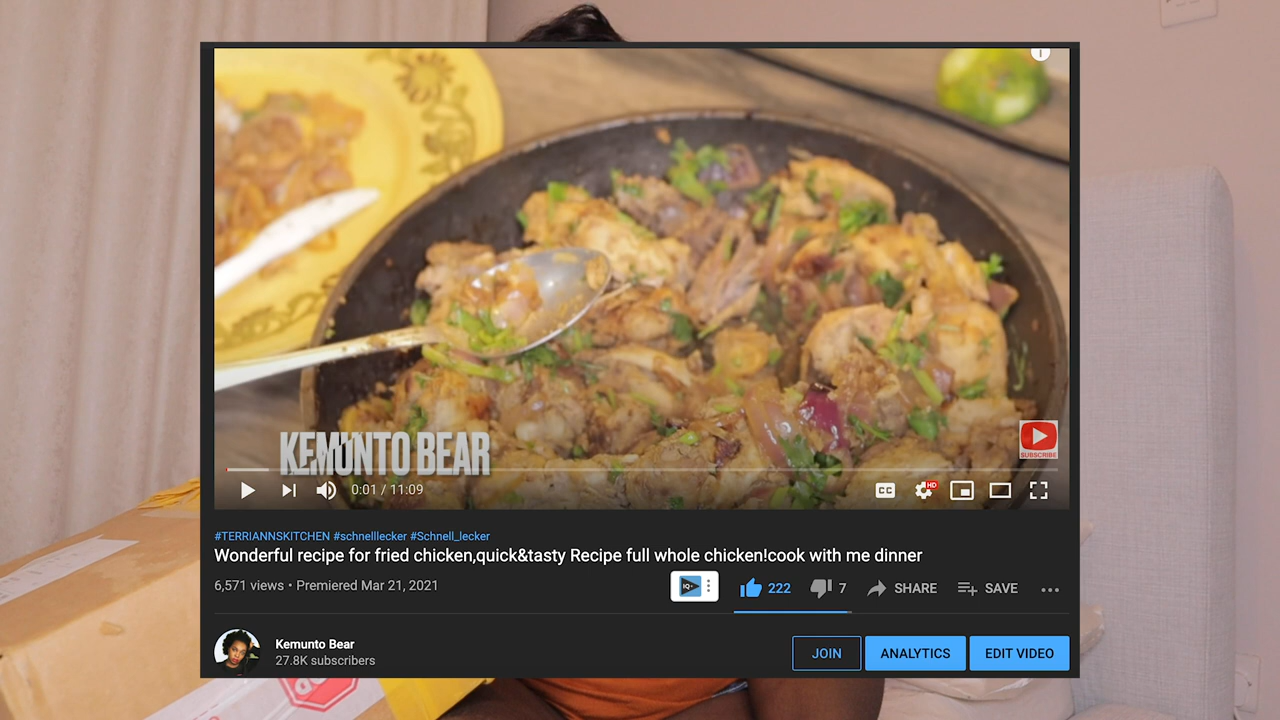 KEMUNTO BEAR
SUBSCRIBE
0:01 / 11:09
CC
HD
#TERRIANNSKITCHEN #schnelllecker #Schnell_lecker
Wonderful recipe for fried chicken,quick&tasty Recipe full whole chicken!cook with me dinner
6,571 views • Premiered Mar 21, 2021
IQ+
222
7
SHARE
SAVE
Kemunto Bear
27.8K subscribers
JOIN
ANALYTICS
EDIT VIDEO